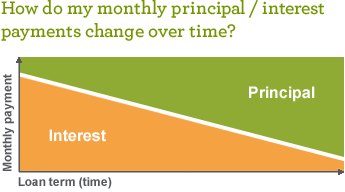 How do my monthly principal / interest
payments change over time?
Monthly payment
Principal
Interest
Loan term (time)